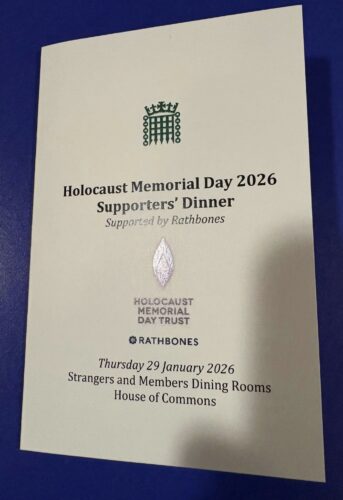 Holocaust Memorial Day 2026
Supporters' Dinner
Supported by Rathbones
HOLOCAUST
MEMORIAL
DAY TRUST
RATHBONES
Thursday 29 January 2026
Strangers and Members Dining Rooms
House of Commons